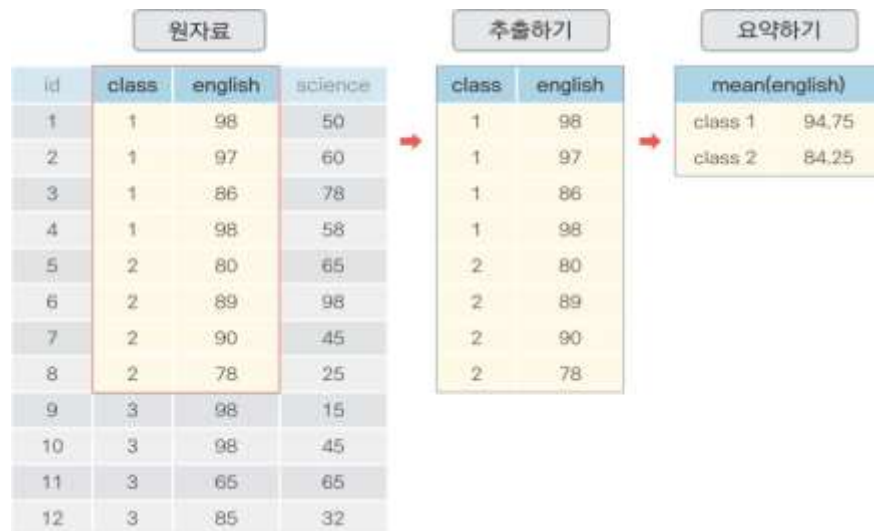 원자료 추출하기 요약하기
id class english science class english mean(english)
1 1 98 50 1 98 class 1 94.75
2 1 97 60 1 97 class 2 84.25
3 1 86 78 1 86
4 1 98 58 1 98
5 2 80 65 2 80
6 2 89 98 2 89
7 2 90 45 2 90
8 2 78 25 2 78
9 3 98 15
10 3 98 45
11 3 65 65
12 3 85 32